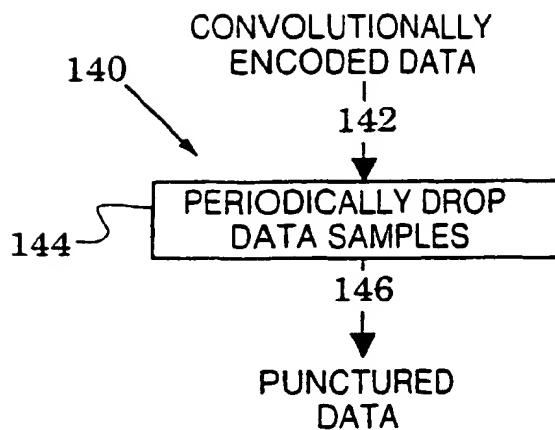 CONVOLUTIONALLY
ENCODED DATA
140
142
PERIODICALLY DROP
DATA SAMPLES
144
146
PUNCTURED
DATA